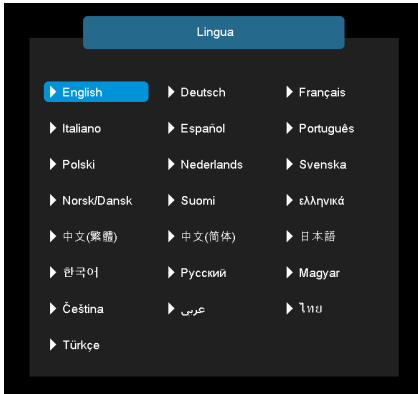 Lingua
English Deutsch Français
Italiano Español Português
Polski Nederlands Svenska
Norsk/Dansk Suomi ελληνικά
中文(繁體) 中文(简体) 日本語
한국어 Русский Magyar
Čeština عربي ไทย
Türkçe